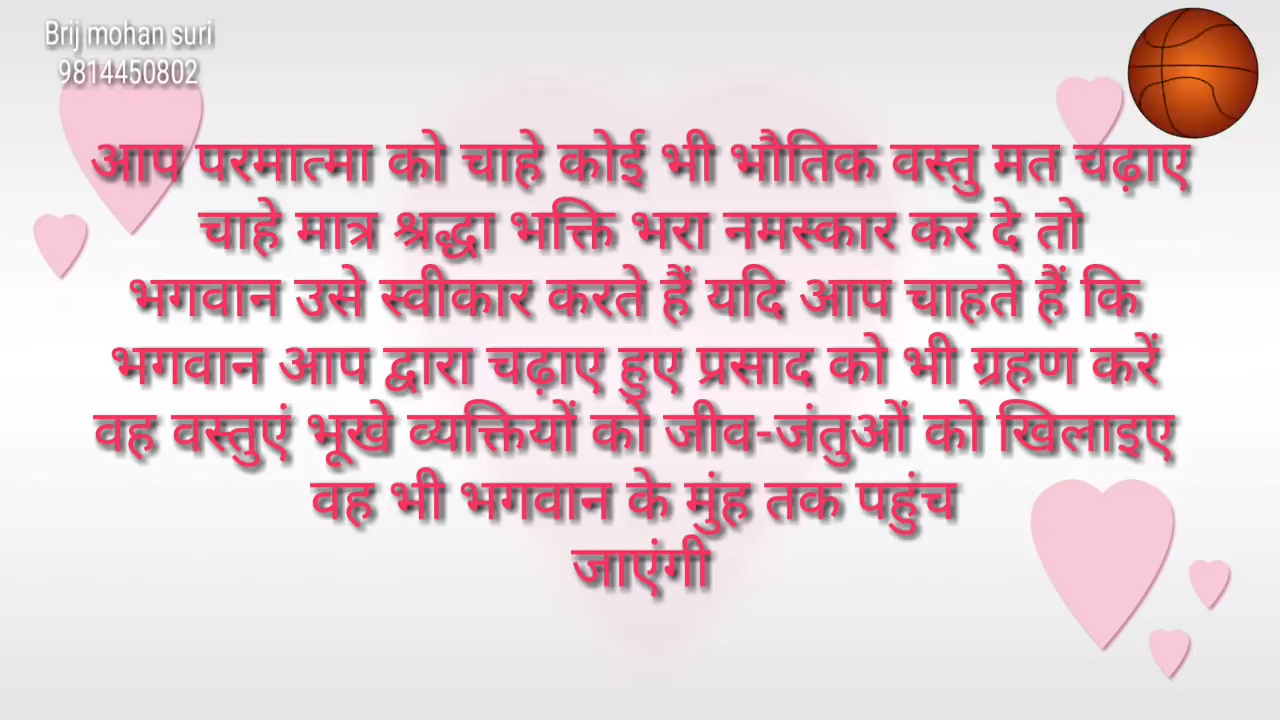 Brij mohan suri
9814450802
आप परमात्मा को चाहे कोई भी भौतिक वस्तु मत चढ़ाए
चाहे मात्र श्रद्धा भक्ति भरा नमस्कार कर दे तो
भगवान उसे स्वीकार करते हैं यदि आप चाहते हैं कि
भगवान आप द्वारा चढ़ाए हुए प्रसाद को भी ग्रहण करें
वह वस्तुएं भूखे व्यक्तियों को जीव-जंतुओं को खिलाइए
वह भी भगवान के मुंह तक पहुंच
जाएंगी